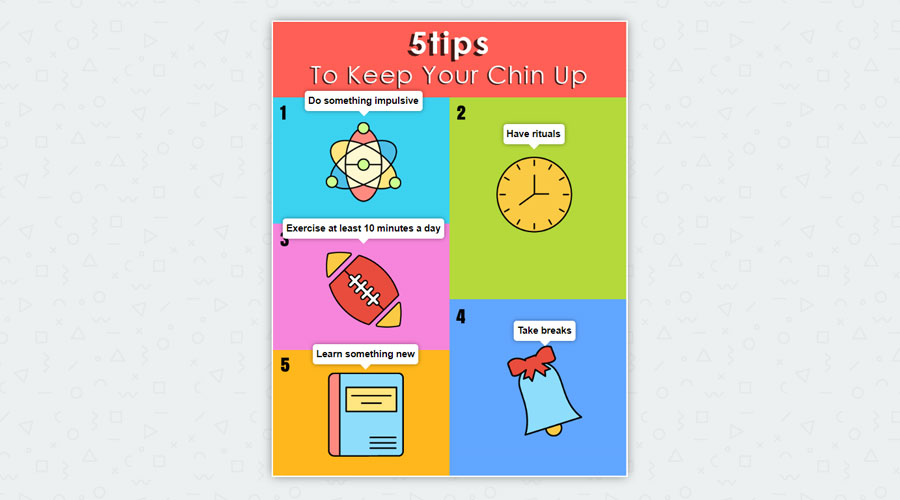 5tips
To Keep Your Chin Up
1
Do something impulsive
2
Have rituals
3
Exercise at least 10 minutes a day
4
Take breaks
5
Learn something new